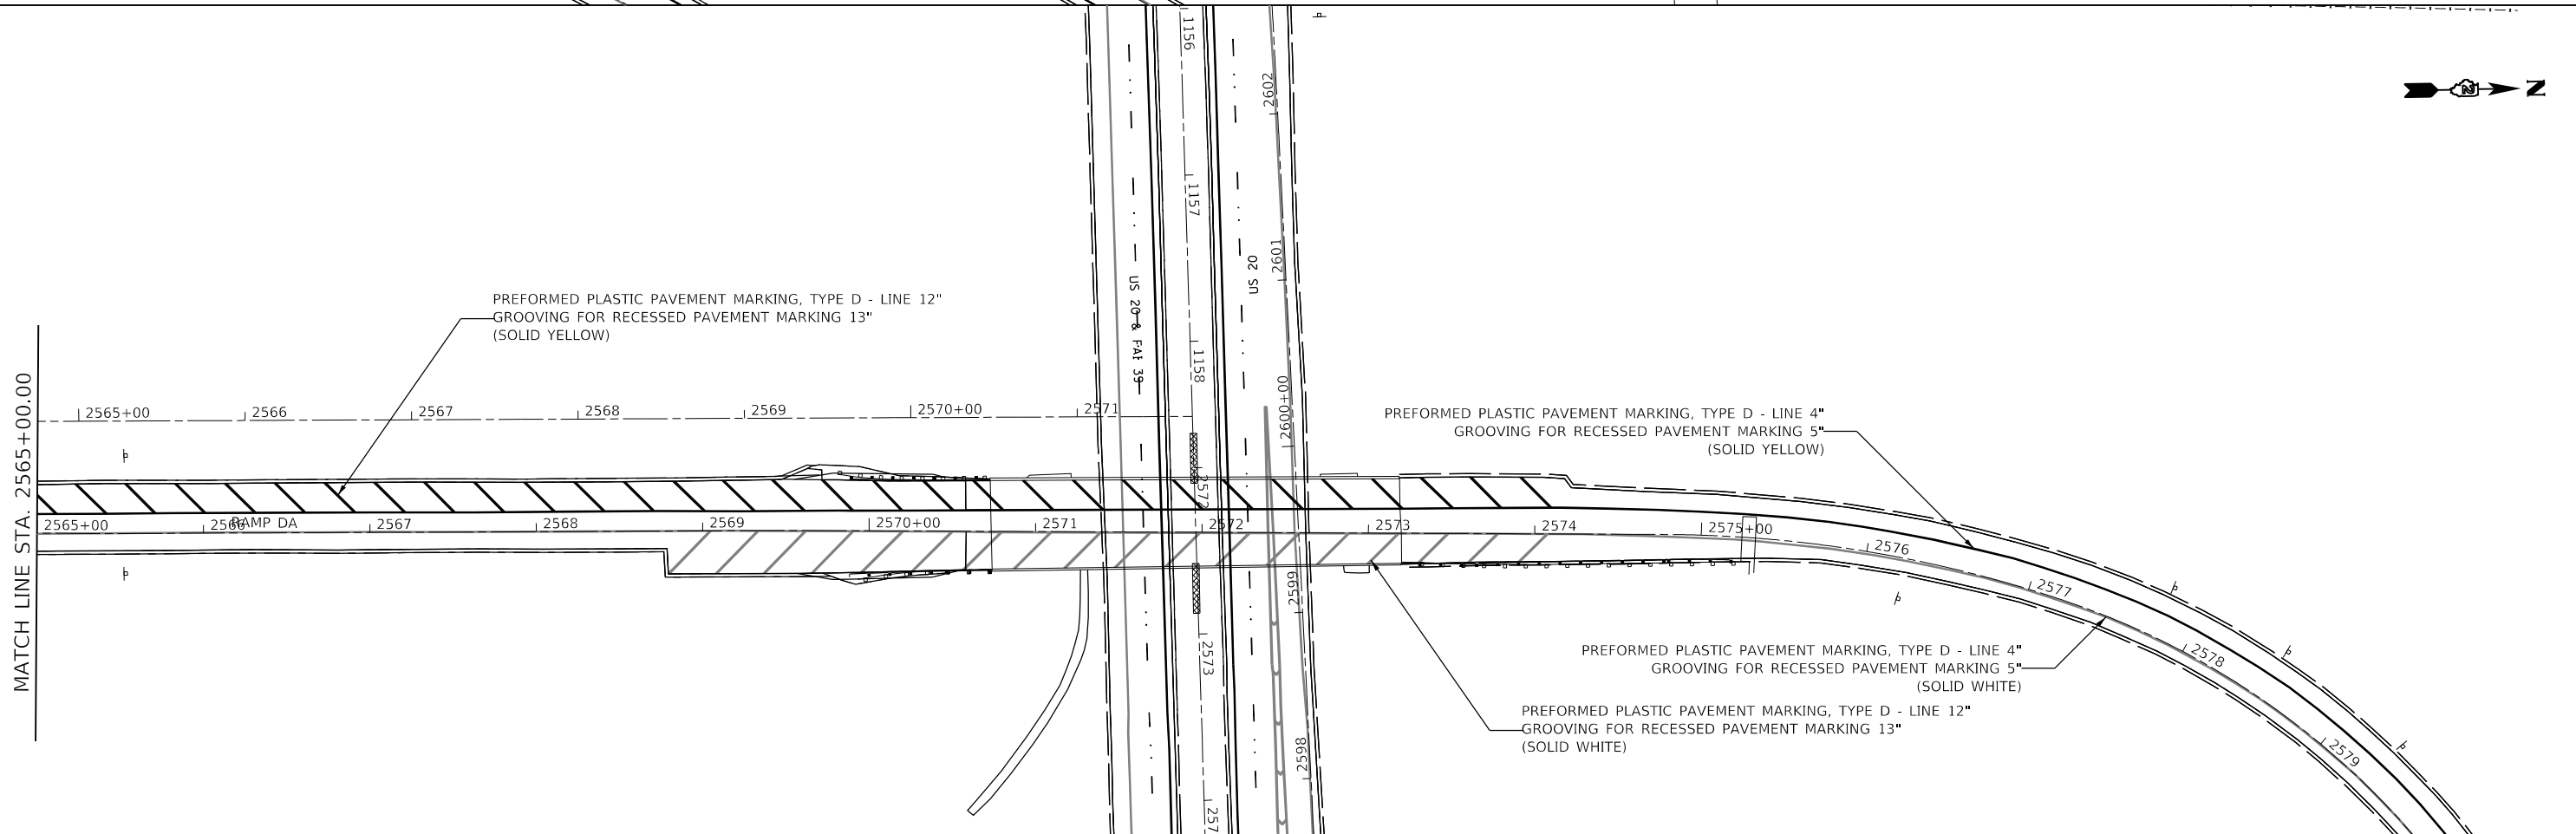 1156
2602
N
1157
2601
US 20
US 20 & FAI 39
PREFORMED PLASTIC PAVEMENT MARKING, TYPE D - LINE 12"
GROOVING FOR RECESSED PAVEMENT MARKING 13"
(SOLID YELLOW)
1158
2600+00
MATCH LINE STA. 2565+00.00
2565+00
2566
2567
2568
2569
2570+00
2571
PREFORMED PLASTIC PAVEMENT MARKING, TYPE D - LINE 4"
GROOVING FOR RECESSED PAVEMENT MARKING 5"
(SOLID YELLOW)
2572
2565+00
2566
RAMP DA
2567
2568
2569
2570+00
2571
2572
2573
2574
2575+00
2576
2577
2578
2579
2599
2573
2598
PREFORMED PLASTIC PAVEMENT MARKING, TYPE D - LINE 4"
GROOVING FOR RECESSED PAVEMENT MARKING 5"
(SOLID WHITE)
PREFORMED PLASTIC PAVEMENT MARKING, TYPE D - LINE 12"
GROOVING FOR RECESSED PAVEMENT MARKING 13"
(SOLID WHITE)